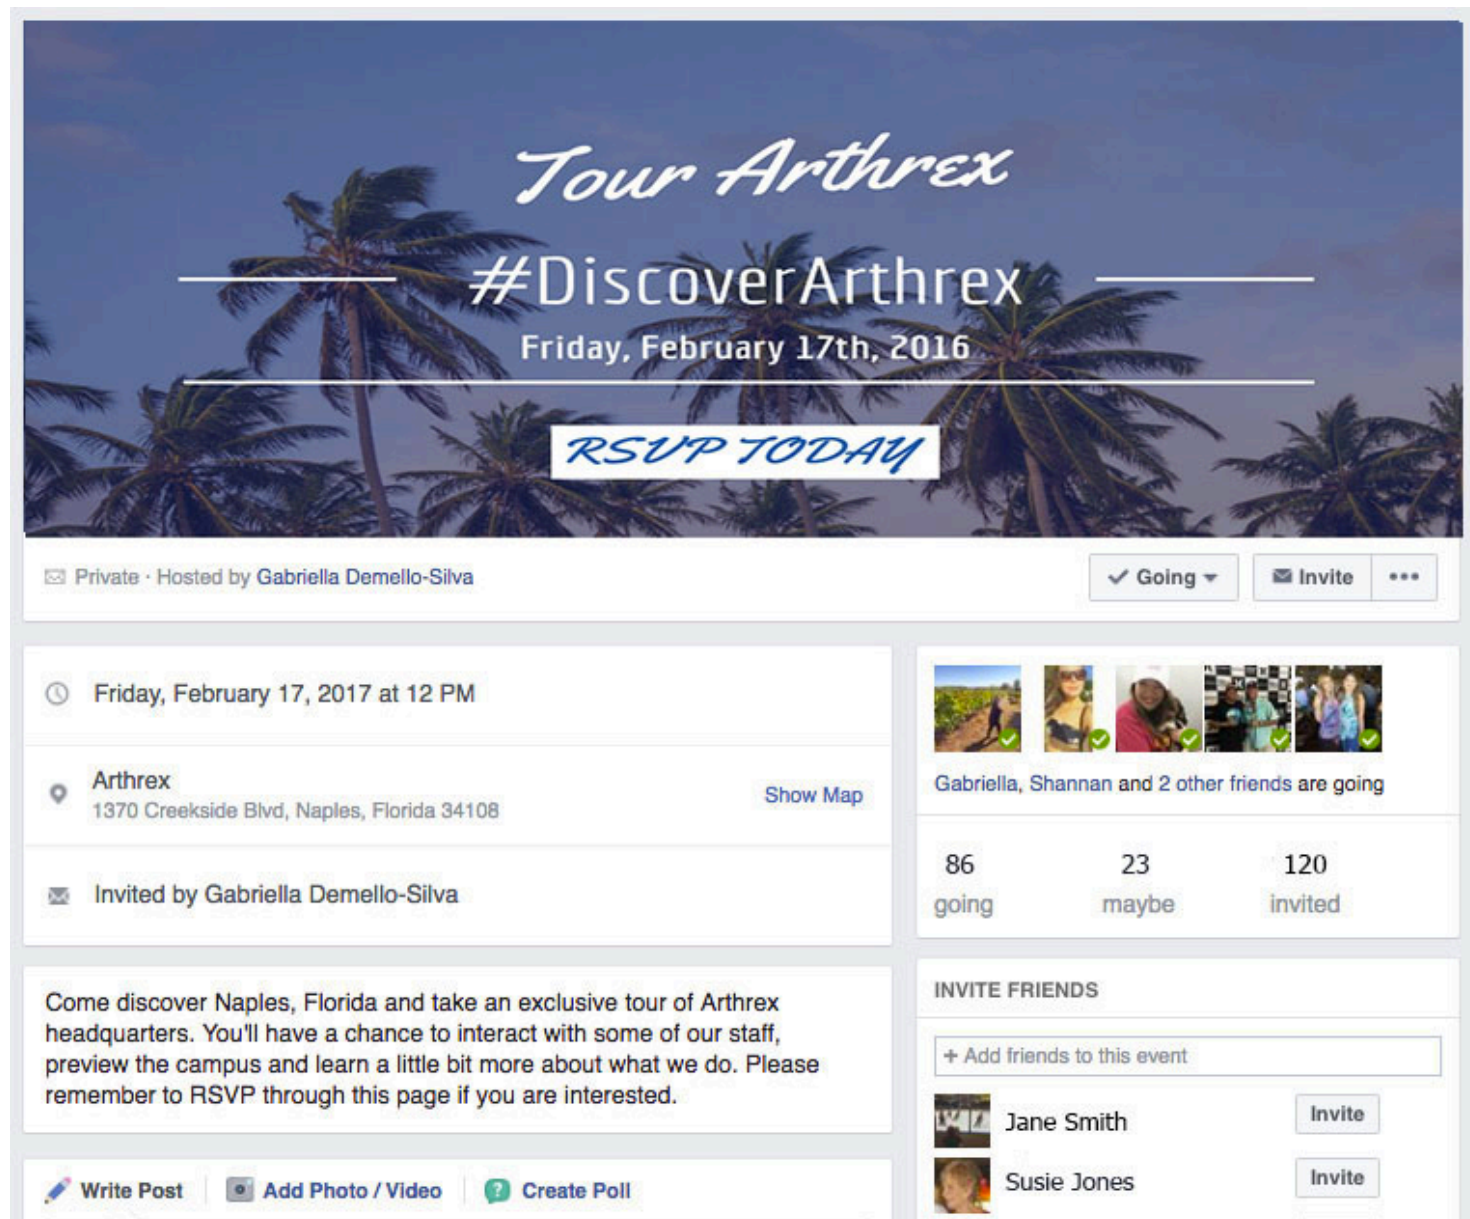 Tour Arthrex
#DiscoverArthrex
Friday, February 17th, 2016
RSVP TODAY
Private · Hosted by Gabriella Demello-Silva
Going
Invite
Friday, February 17, 2017 at 12 PM
Arthrex
1370 Creekside Blvd, Naples, Florida 34108
Show Map
Invited by Gabriella Demello-Silva
Come discover Naples, Florida and take an exclusive tour of Arthrex
headquarters. You'll have a chance to interact with some of our staff,
preview the campus and learn a little bit more about what we do. Please
remember to RSVP through this page if you are interested.
Write Post
Add Photo / Video
? Create Poll
Gabriella, Shannan and 2 other friends are going
86 23 120
going maybe invited
INVITE FRIENDS
+ Add friends to this event
Jane Smith Invite
Susie Jones Invite